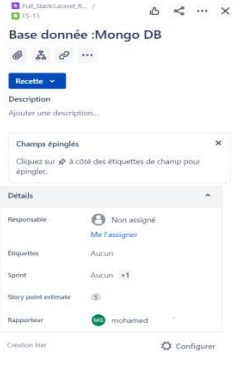 Full_Stack:Laravel_R... /
FS-11
Base donnée :Mongo DB
Recette
Description
Ajouter une description...
Champs épinglés
Cliquez sur à côté des étiquettes de champ pour
épingler.
Détails
Responsable
Non assigné
Me l'assigner
Étiquettes
Aucun
Sprint
Aucun +1
Story point estimate
5
Rapporteur
MO mohamed
Création hier
Configurer